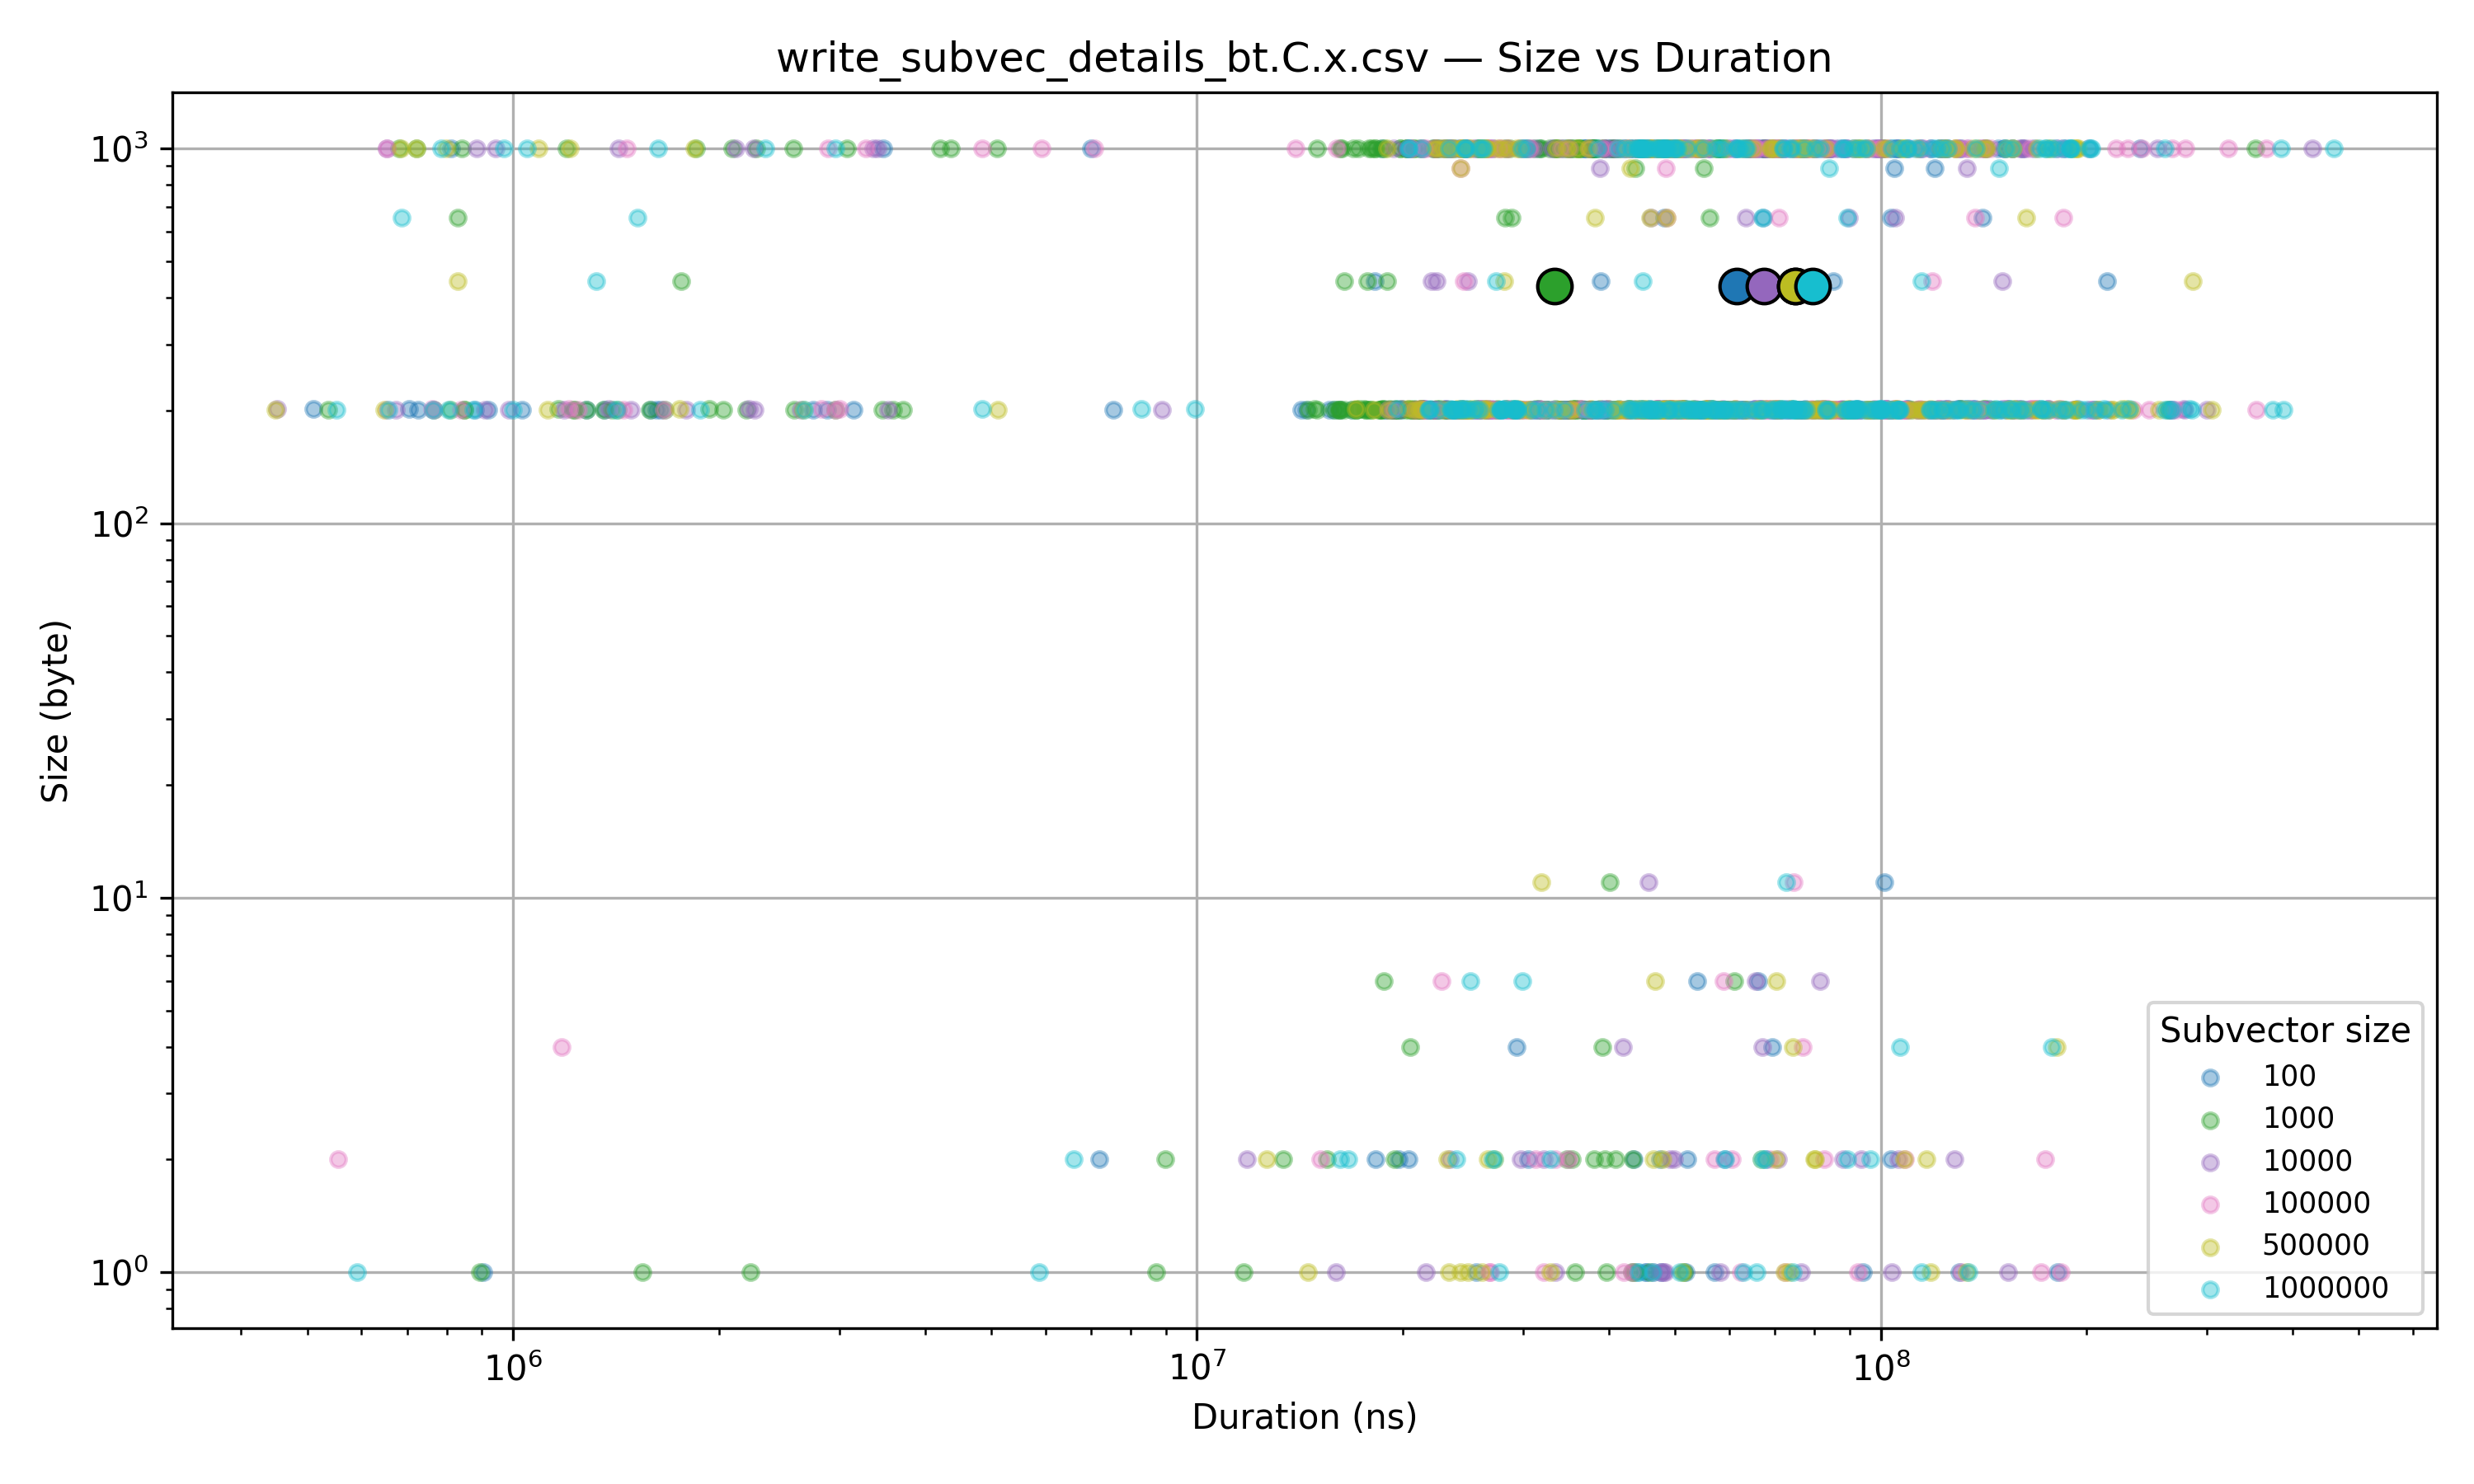 write_subvec_details_bt.C.x.csv — Size vs Duration
Size (byte)
10³
10²
10¹
10⁰
10⁶ 10⁷ 10⁸
Duration (ns)
Subvector size
100
1000
10000
100000
500000
1000000